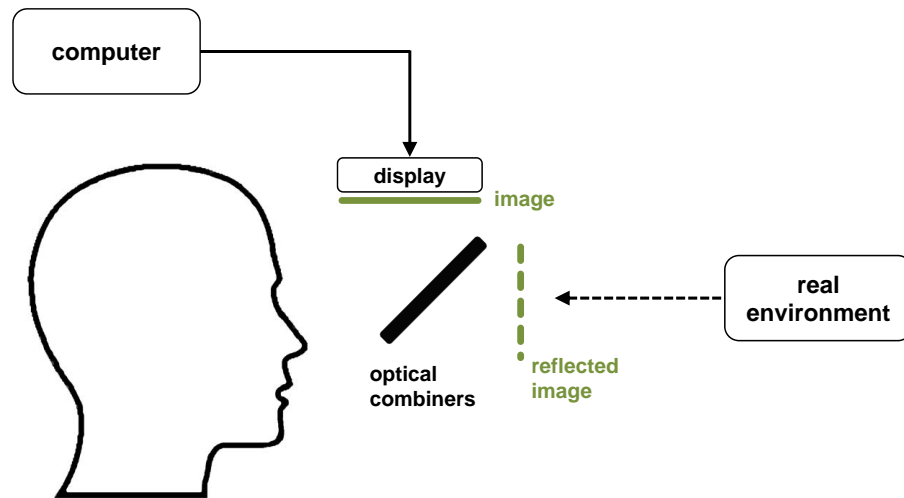 computer
display
image
real
environment
optical
combiners
reflected
image